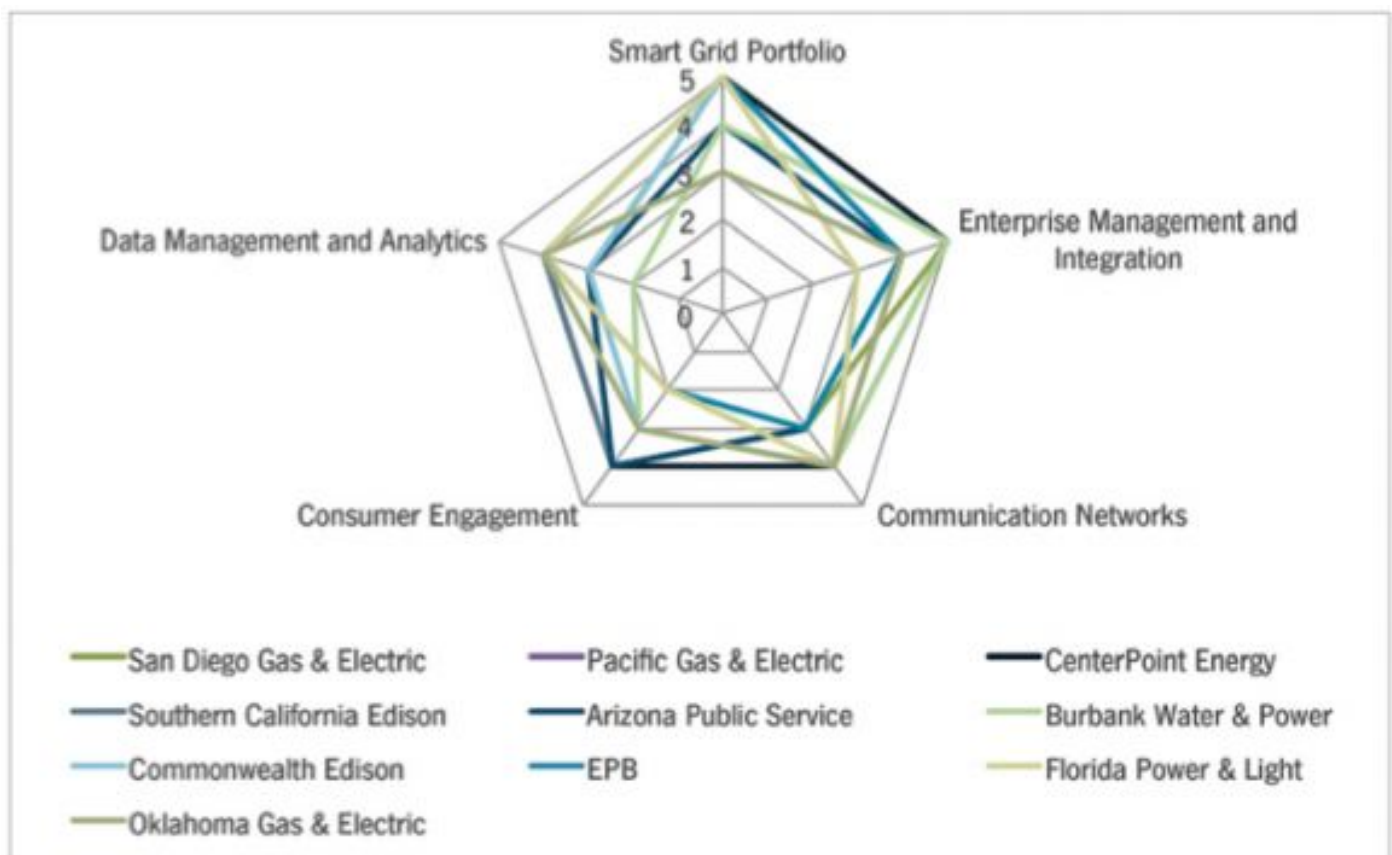 Smart Grid Portfolio
5
4
3
2
1
0
Enterprise Management and
Integration
Data Management and Analytics
Consumer Engagement
Communication Networks
San Diego Gas & Electric
Pacific Gas & Electric
CenterPoint Energy
Southern California Edison
Arizona Public Service
Burbank Water & Power
Commonwealth Edison
EPB
Florida Power & Light
Oklahoma Gas & Electric